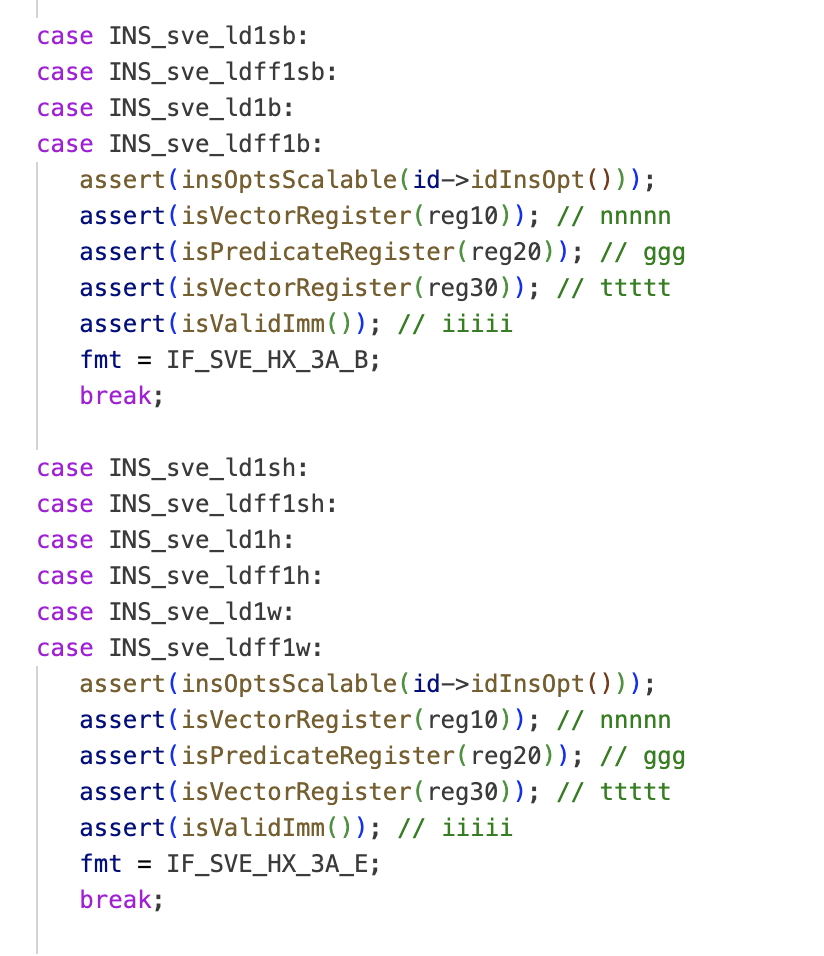 case INS_sve_ld1sb:
case INS_sve_ldff1sb:
case INS_sve_ld1b:
case INS_sve_ldff1b:
assert(insOptsScalable(id->idInsOpt()));
assert(isVectorRegister(reg10)); // nnnnn
assert(isPredicateRegister(reg20)); // ggg
assert(isVectorRegister(reg30)); // ttttt
assert(isValidImm()); // iiiii
fmt = IF_SVE_HX_3A_B;
break;
case INS_sve_ld1sh:
case INS_sve_ldff1sh:
case INS_sve_ld1h:
case INS_sve_ldff1h:
case INS_sve_ld1w:
case INS_sve_ldff1w:
assert(insOptsScalable(id->idInsOpt()));
assert(isVectorRegister(reg10)); // nnnnn
assert(isPredicateRegister(reg20)); // ggg
assert(isVectorRegister(reg30)); // ttttt
assert(isValidImm()); // iiiii
fmt = IF_SVE_HX_3A_E;
break;